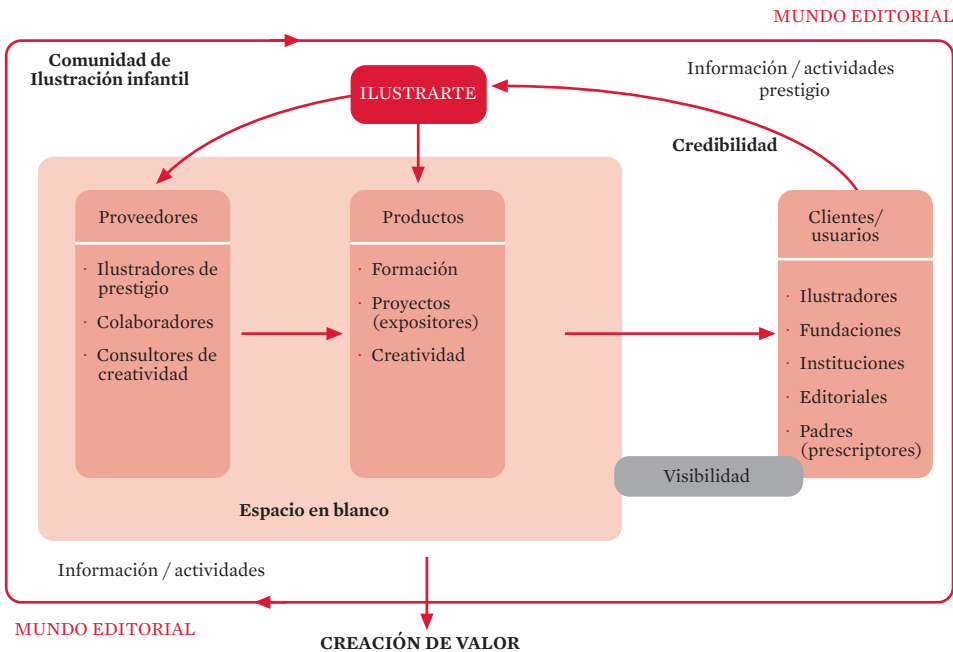 MUNDO EDITORIAL
Comunidad de
Ilustración infantil
ILUSTRARTE
Información / actividades
prestigio
Credibilidad
Proveedores
· Ilustradores de
prestigio
· Colaboradores
· Consultores de
creatividad
Productos
· Formación
· Proyectos
(expositores)
· Creatividad
Clientes/
usuarios
· Ilustradores
· Fundaciones
· Instituciones
· Editoriales
· Padres
(prescriptores)
Visibilidad
Espacio en blanco
Información / actividades
MUNDO EDITORIAL
CREACIÓN DE VALOR